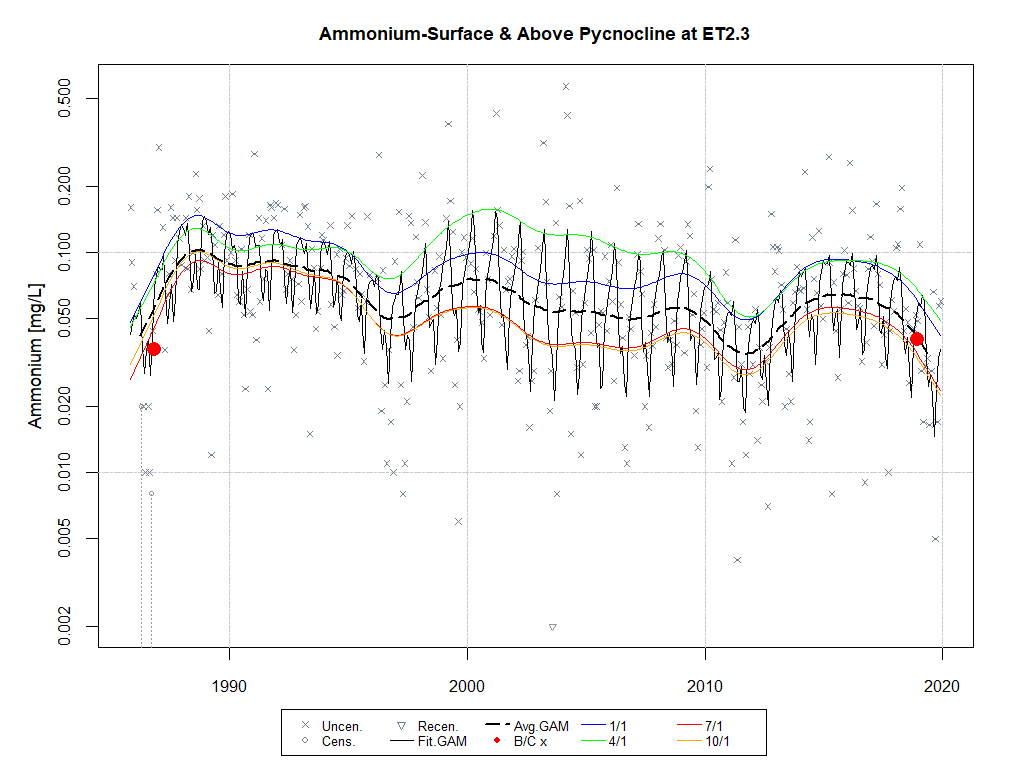 Ammonium-Surface & Above Pycnocline at ET2.3
Ammonium [mg/L]
0.500
0.200
0.100
0.050
0.020
0.010
0.005
0.002
1990 2000 2010 2020
Uncen. Recen. Avg.GAM 1/1 7/1
Cens. Fit.GAM B/C x 4/1 10/1